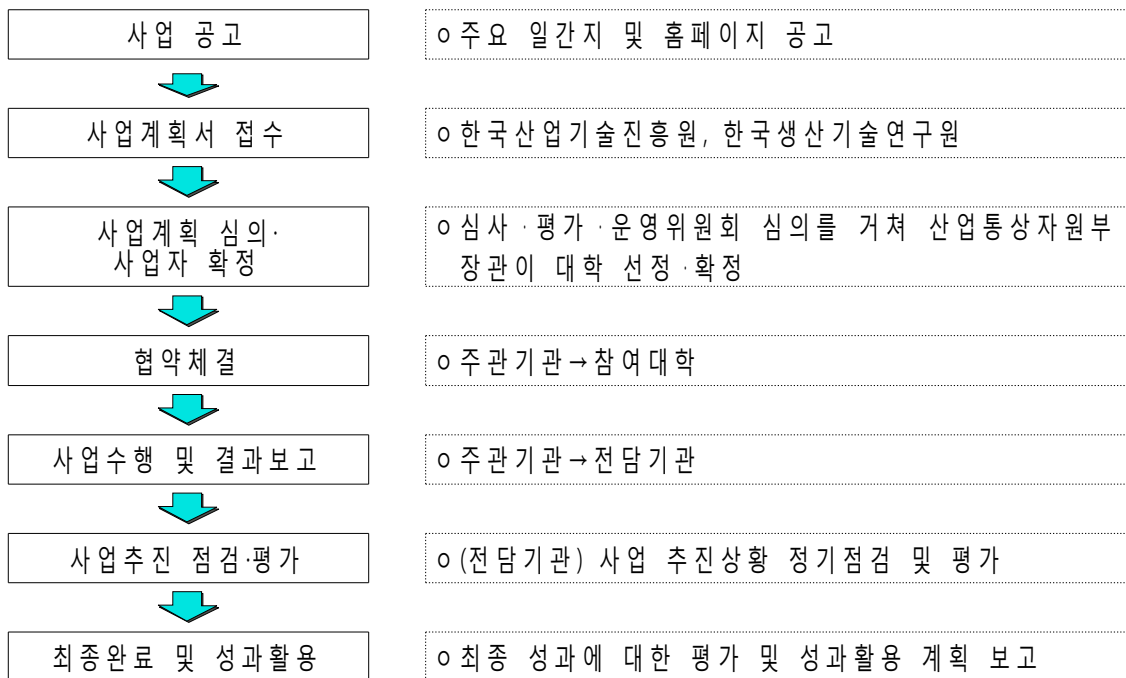 사업 공고
o 주요 일간지 및 홈페이지 공고
사업계획서 접수
o 한국산업기술진흥원, 한국생산기술연구원
사업계획 심의·
사업자 확정
o 심사·평가·운영위원회 심의를 거쳐 산업통상자원부
장관이 대학 선정·확정
협약체결
o 주관기관→참여대학
사업수행 및 결과보고
o 주관기관→전담기관
사업추진 점검·평가
o (전담기관) 사업 추진상황 정기점검 및 평가
최종완료 및 성과활용
o 최종 성과에 대한 평가 및 성과활용 계획 보고